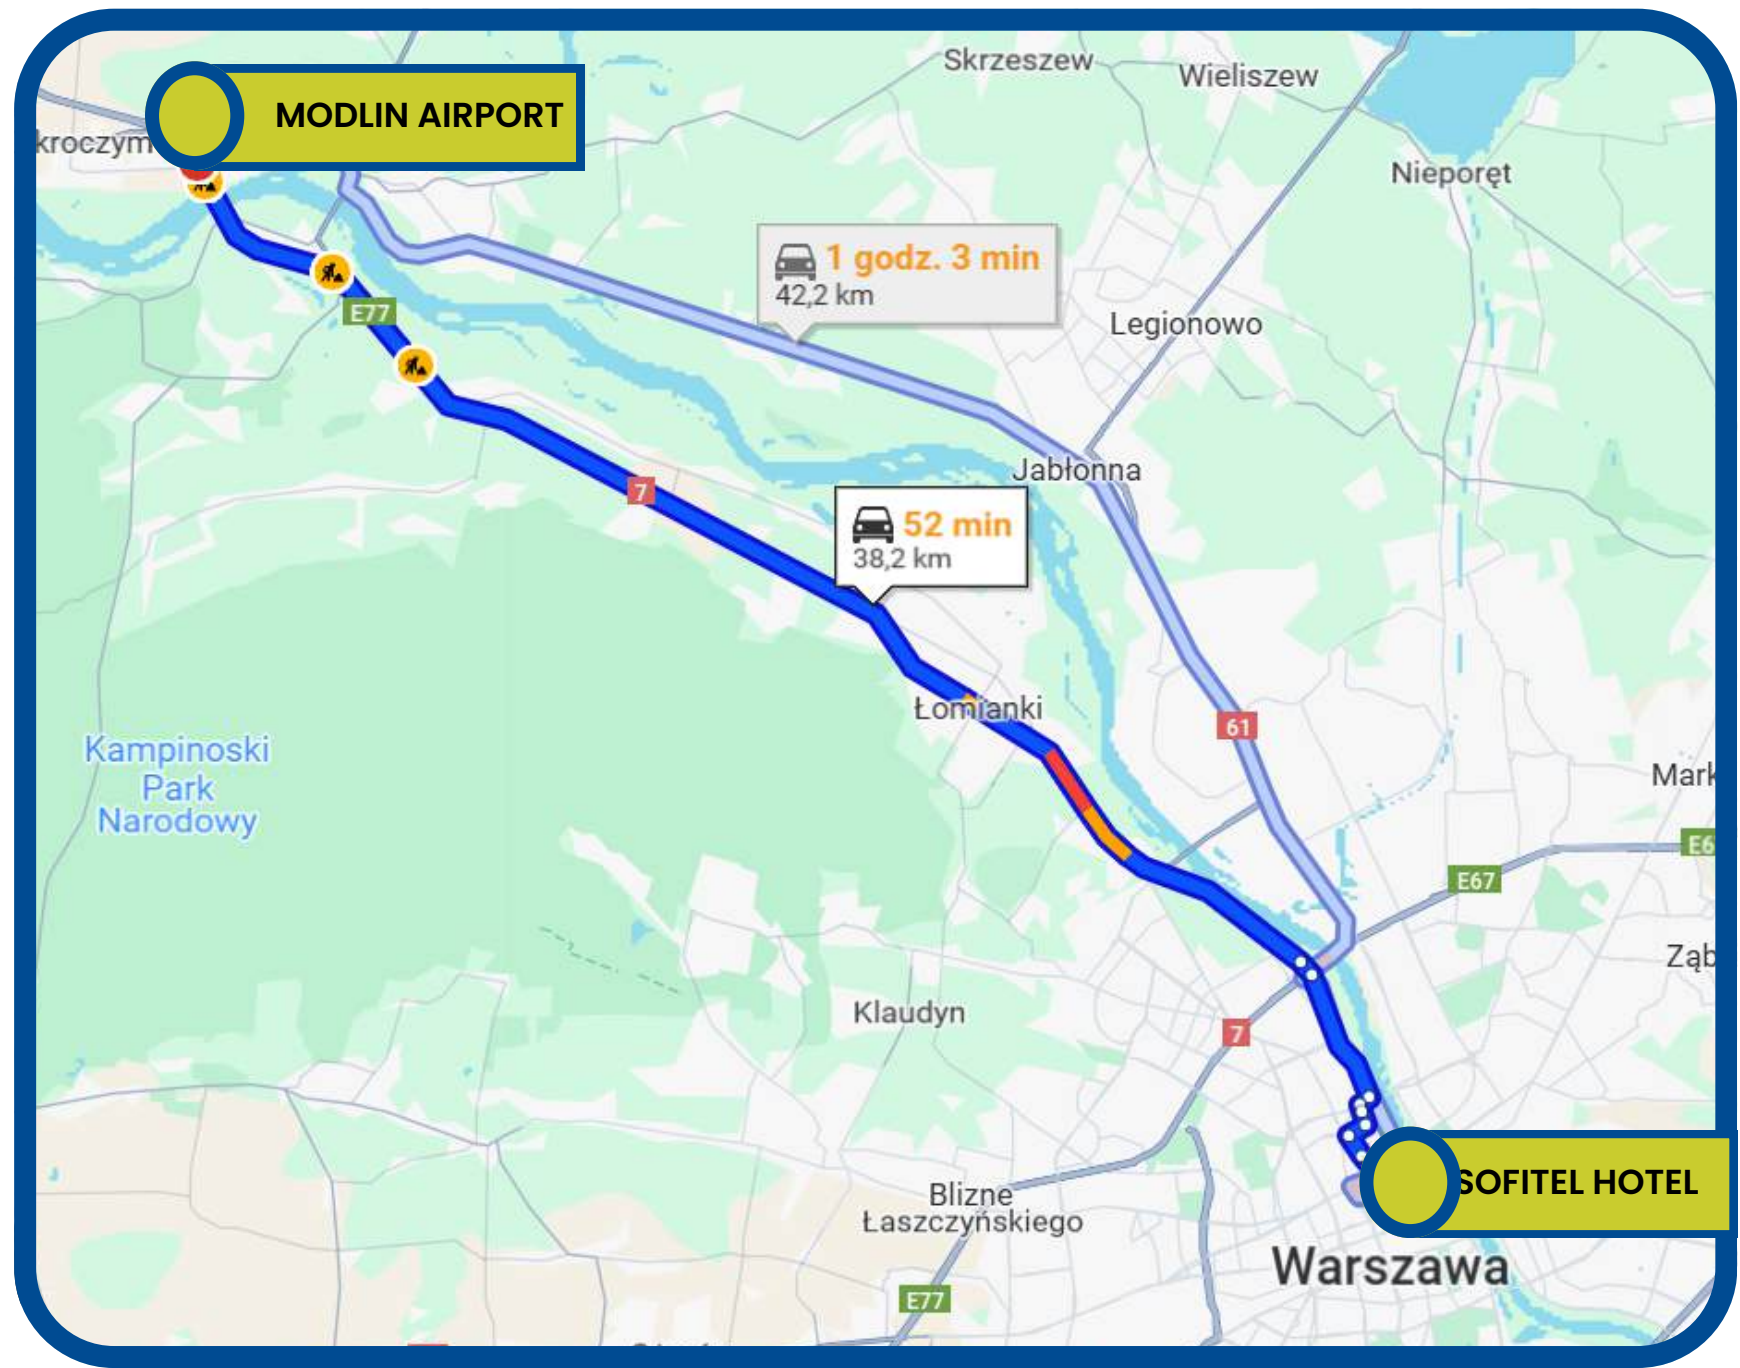 Skrzeszew
Wieliszew
MODLIN AIRPORT
kroczym
Nieporęt
1 godz. 3 min
42,2 km
E77
Legionowo
Jabłonna
7
52 min
38,2 km
Łomianki
61
Kampinoski
Park
Narodowy
Mark
E6
E67
Ząb
Klaudyn
7
SOFITEL HOTEL
Blizne
Łaszczyńskiego
Warszawa
E77